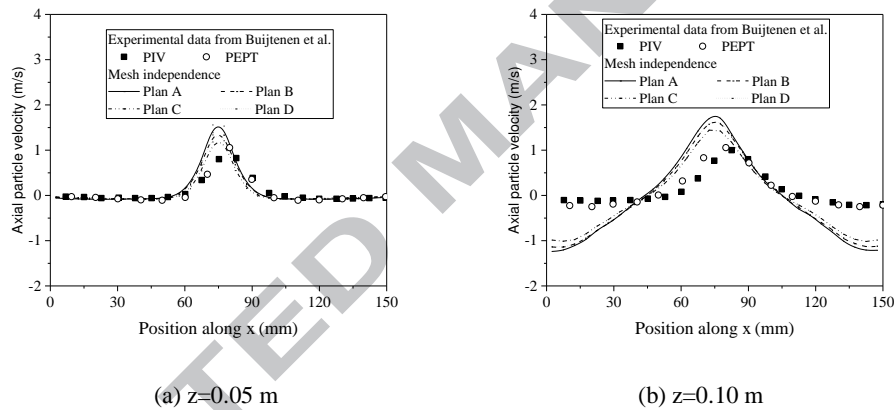 4
3
2
1
0
-1
-2
Axial particle velocity (m/s)
Experimental data from Buijtenen et al.
PIV PEPT
Mesh independence
Plan A Plan B
Plan C Plan D
0 30 60 90 120 150
Position along x (mm)
(a) z=0.05 m
4
3
2
1
0
-1
-2
Axial particle velocity (m/s)
Experimental data from Buijtenen et al.
PIV PEPT
Mesh independence
Plan A Plan B
Plan C Plan D
0 30 60 90 120 150
Position along x (mm)
(b) z=0.10 m
TED MAN